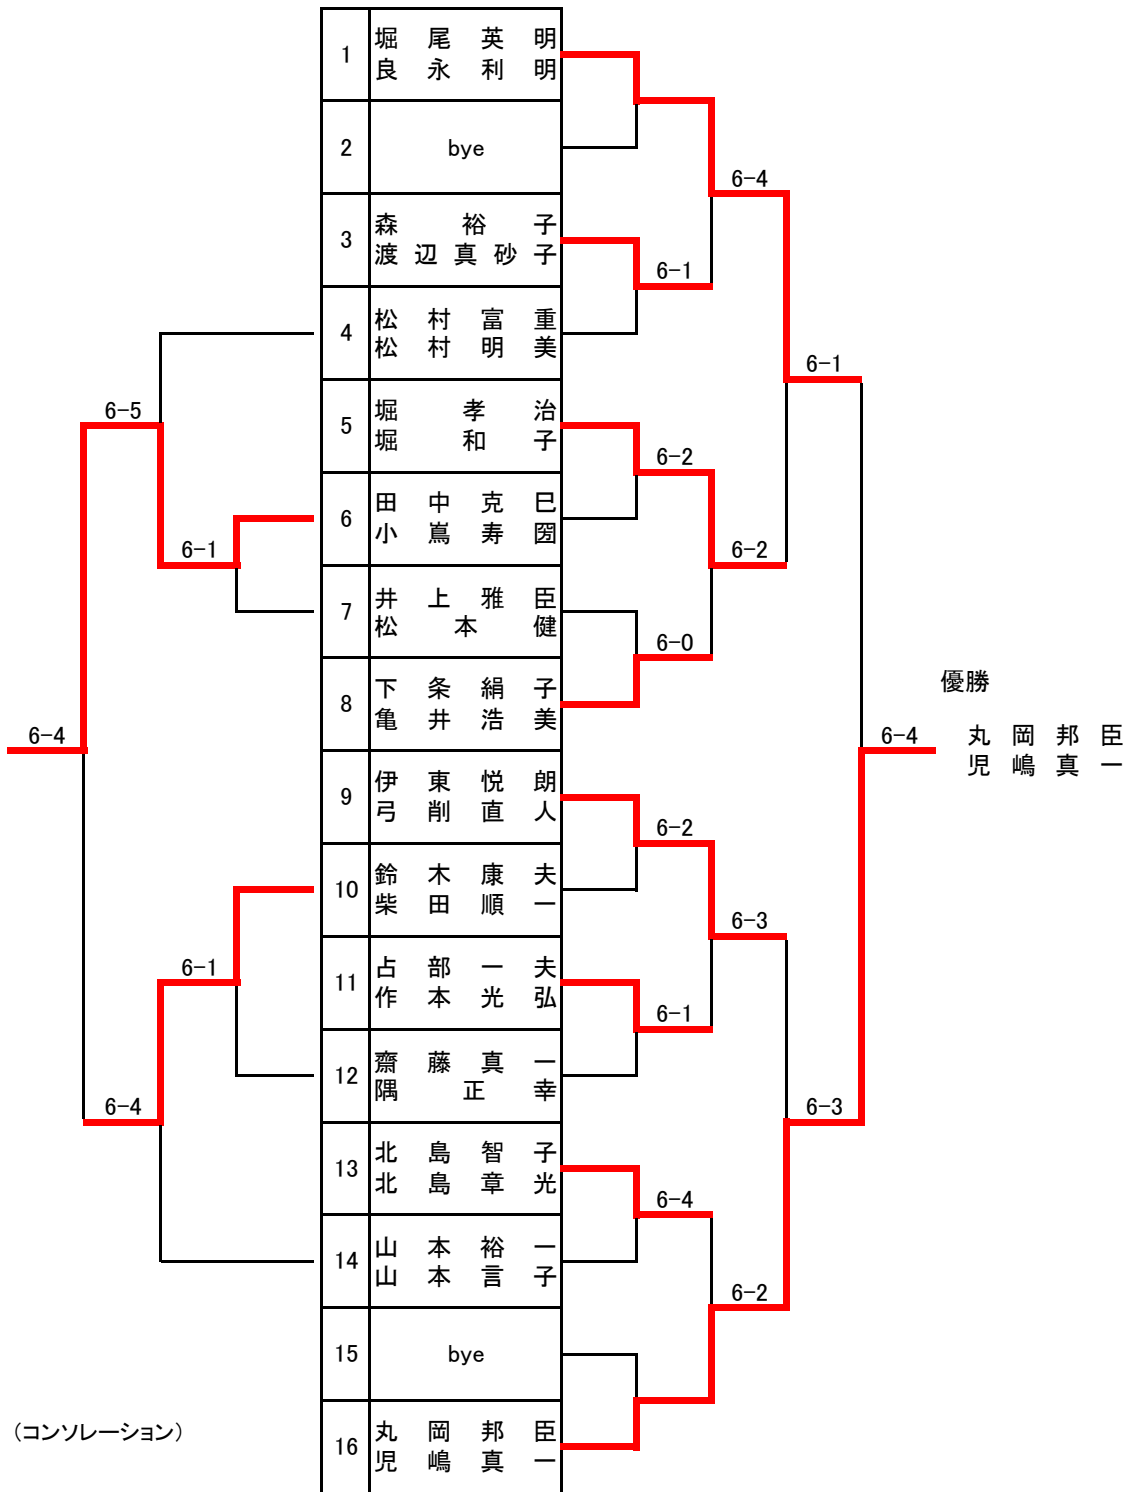 1
堀尾英明
良永利明
2
bye
6-4
3
森裕子
渡辺真砂子
6-1
4
松村富重
松村明美
6-1
6-5
5
堀孝治
堀和子
6-2
6
田中克巳
小嶌寿圀
6-1
6-2
7
井上雅臣
松本健
6-0
8
下条絹子
亀井浩美
優勝
6-4
6-4
丸岡邦臣
児嶋真一
9
伊東悦朗
弓削直人
6-2
10
鈴木康夫
柴田順一
6-3
6-1
11
占部一夫
作本光弘
6-1
12
齋藤真一
隅正幸
6-4
6-3
13
北島智子
北島章光
6-4
14
山本裕一
山本言子
6-2
15
bye
(コンソレーション)
16
丸岡邦臣
児嶋真一